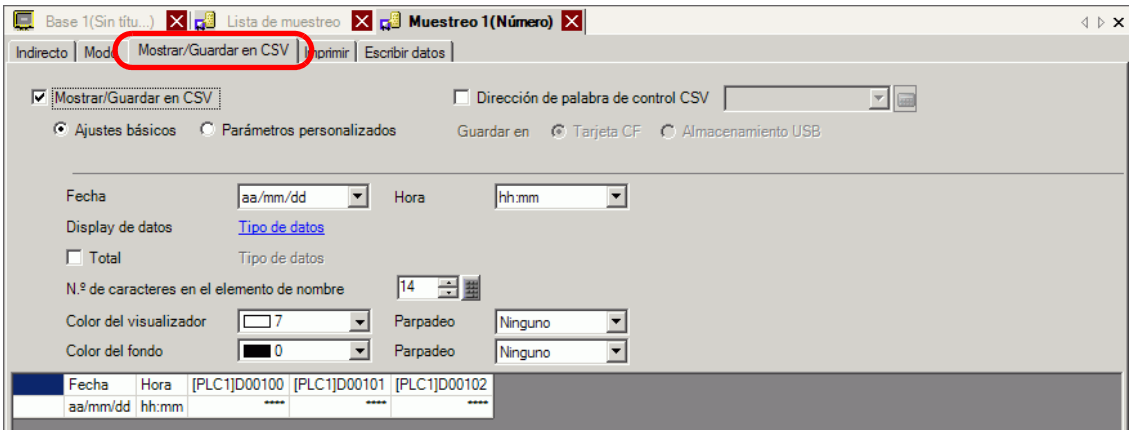 Base 1(Sin títu...) Lista de muestreo Muestreo 1(Número)
Indirecto Modo Mostrar/Guardar en CSV Imprimir Escribir datos
Mostrar/Guardar en CSV Dirección de palabra de control CSV
Ajustes básicos Parámetros personalizados Guardar en Tarjeta CF Almacenamiento USB
Fecha aa/mm/dd Hora hh:mm
Display de datos Tipo de datos
Total Tipo de datos
N.º de caracteres en el elemento de nombre 14
Color del visualizador 7 Parpadeo Ninguno
Color del fondo 0 Parpadeo Ninguno
Fecha Hora [PLC1]D00100 [PLC1]D00101 [PLC1]D00102
aa/mm/dd hh:mm **** **** ****